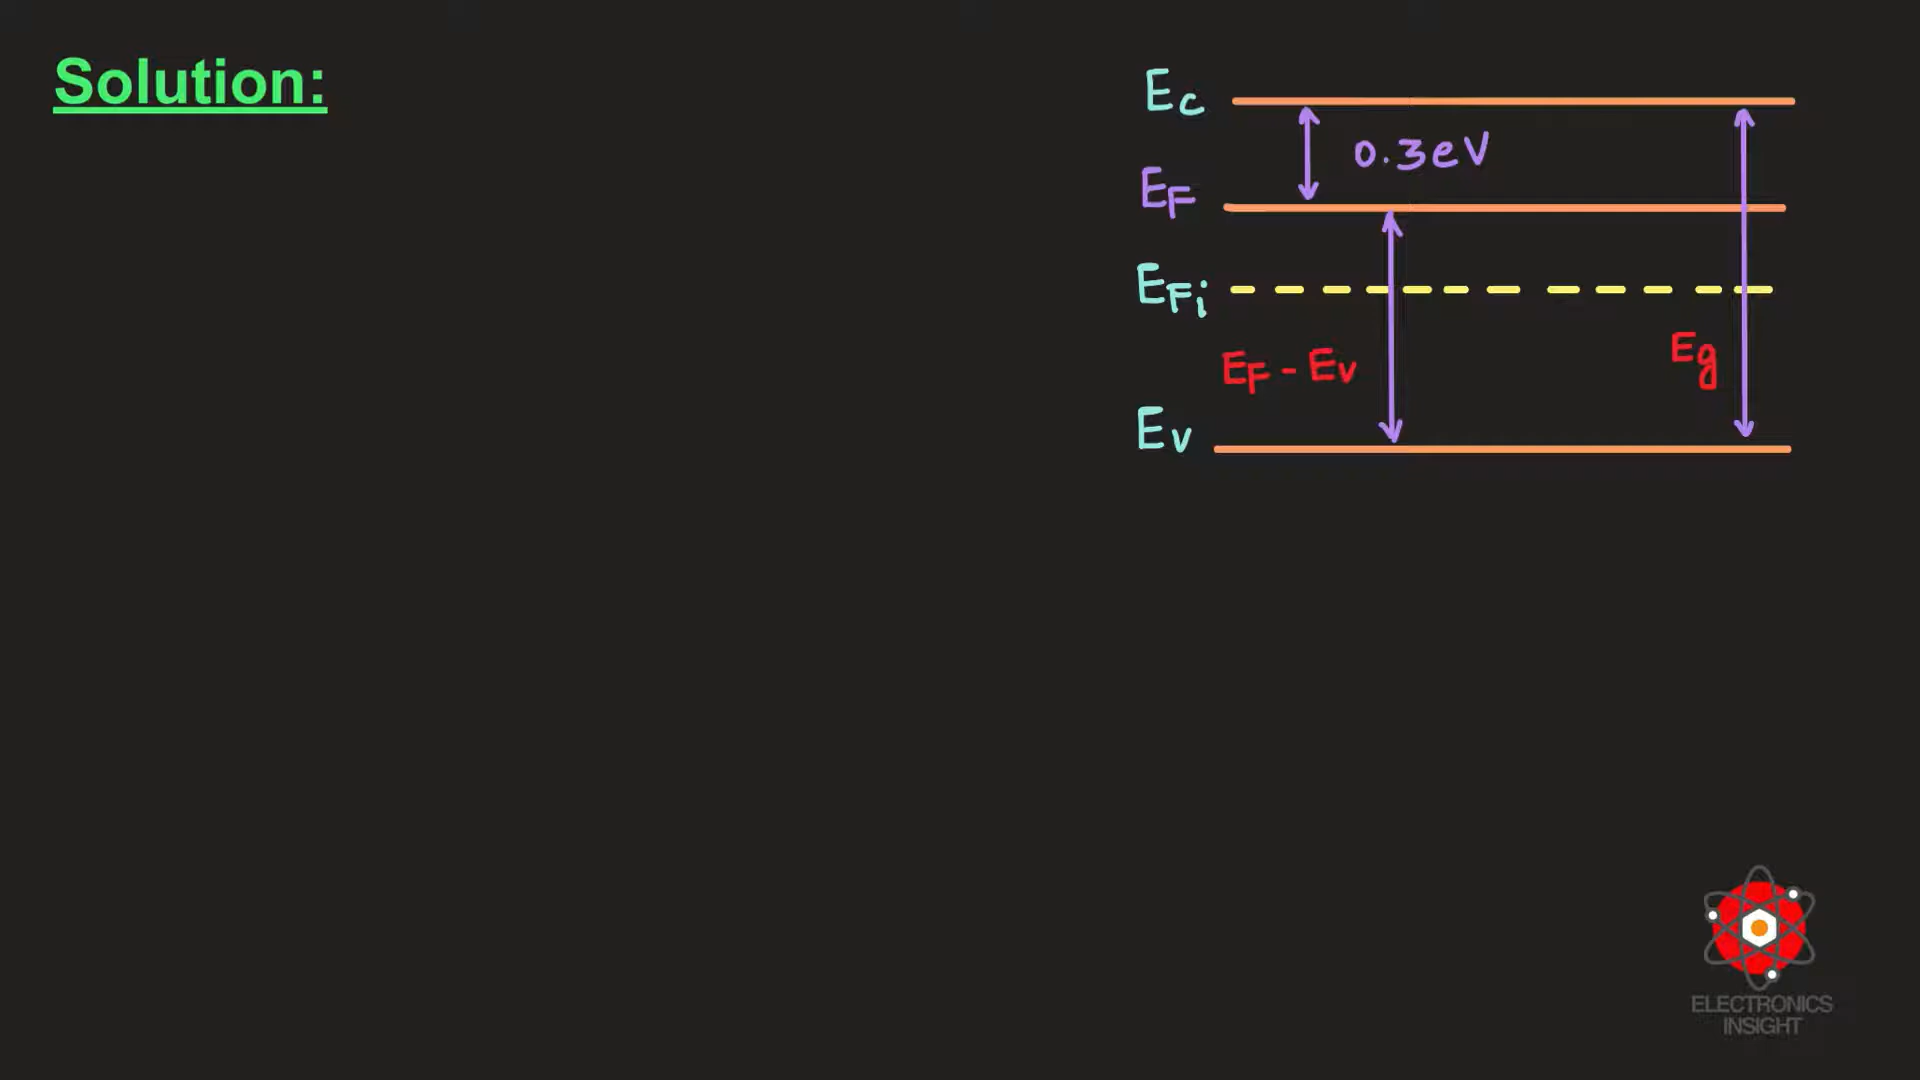 Solution:
Ec
0.3eV
EF
EFi
EF - Ev
Eg
Ev
ELECTRONICS
INSIGHT